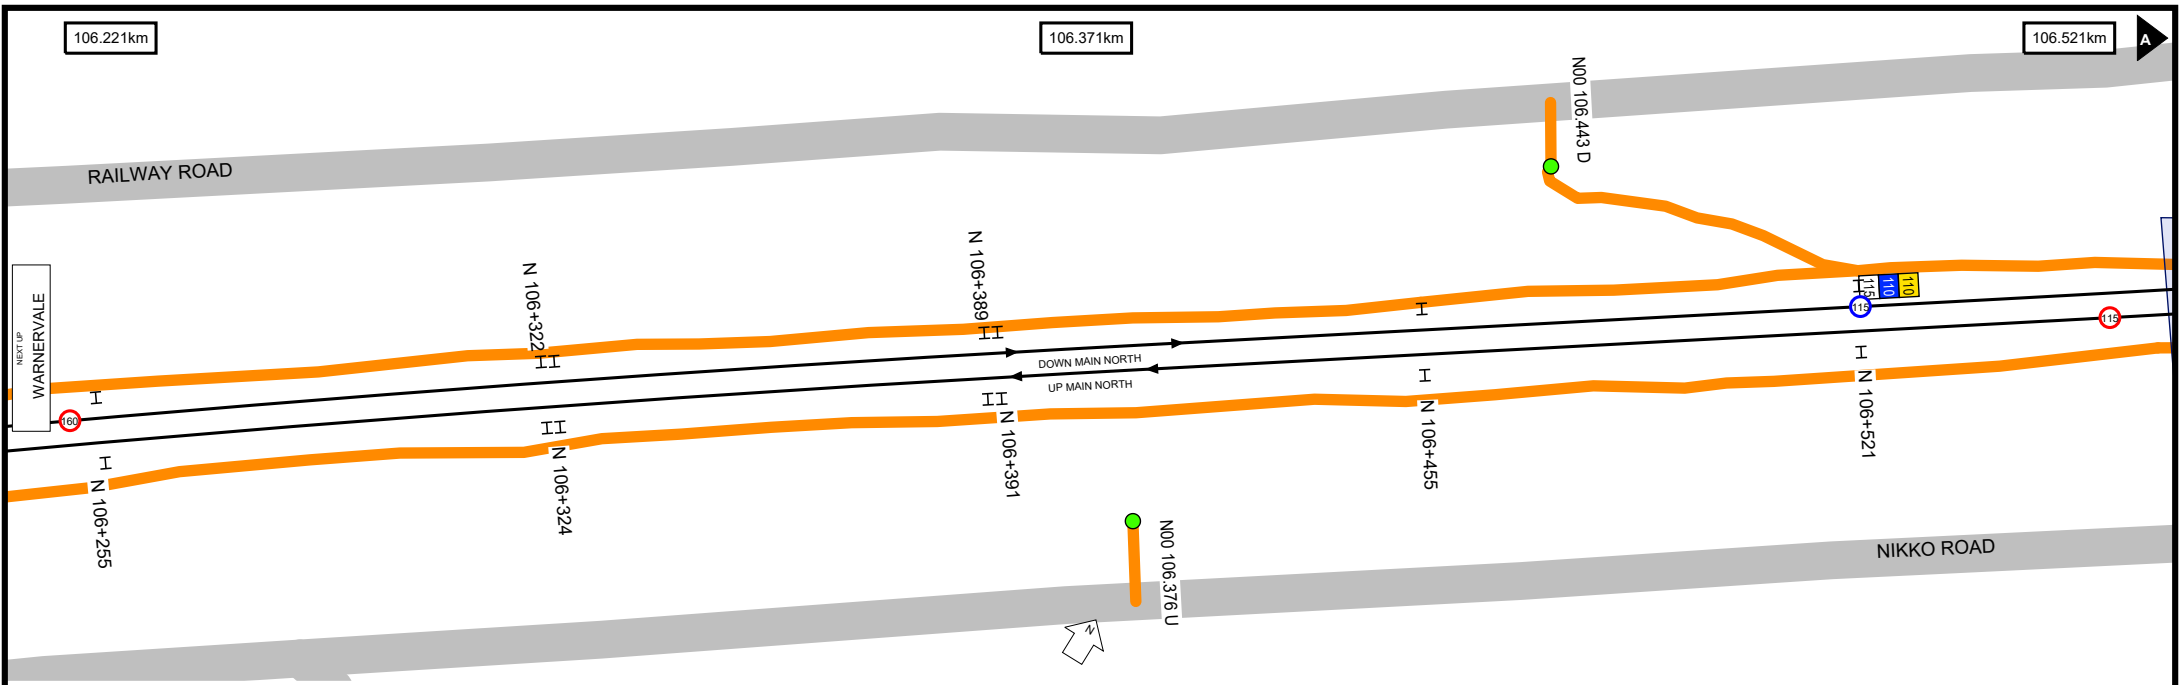 106.221km
106.371km
106.521km
A
N00 106.443 D
RAILWAY ROAD
N 106+322
N 106+389
115
110
110
115
115
NEXT UP
WARNERVALE
160
DOWN MAIN NORTH
UP MAIN NORTH
N 106+255
N 106+324
N 106+391
N 106+455
N 106+521
N00 106.376 U
NIKKO ROAD
N